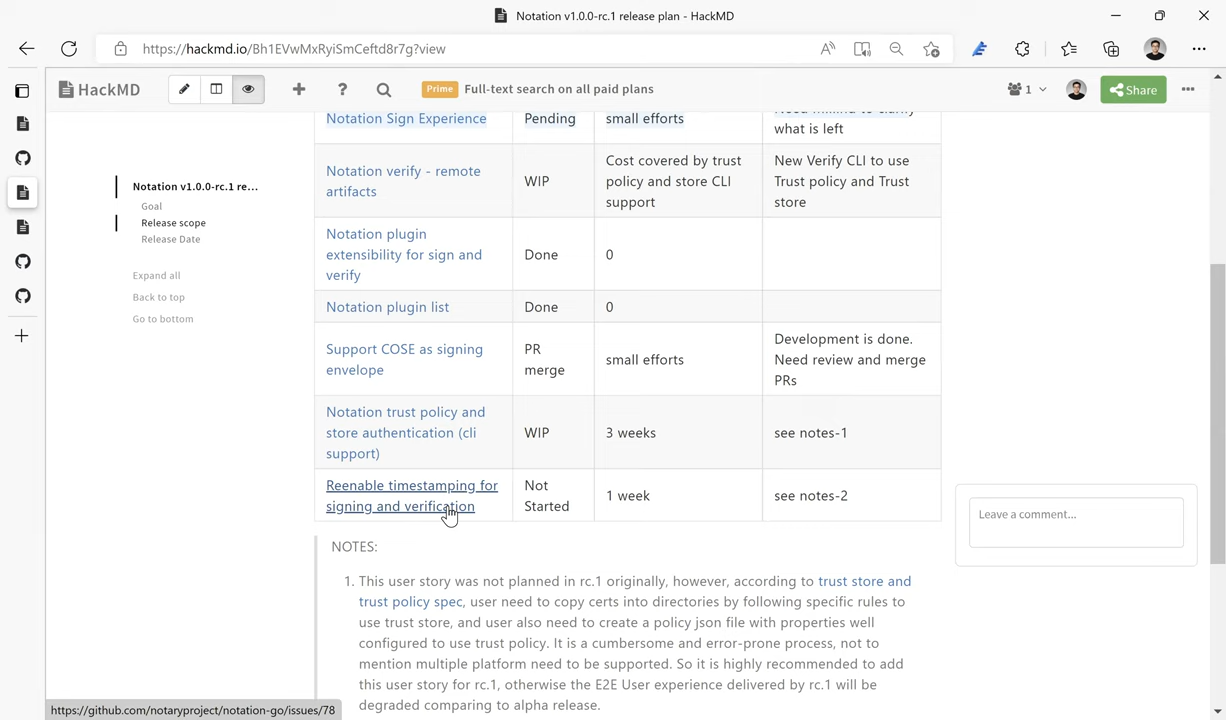 Notation v1.0.0-rc.1 release plan - HackMD
https://hackmd.io/Bh1EVwMxRyiSmCeftd8r7g?view
HackMD
Prime Full-text search on all paid plans
1
Share
Notation v1.0.0-rc.1 re...
Goal
Release scope
Release Date
Expand all
Back to top
Go to bottom
Notation Sign Experience
Pending
small efforts
what is left
Notation verify - remote
artifacts
WIP
Cost covered by trust
policy and store CLI
support
New Verify CLI to use
Trust policy and Trust
store
Notation plugin
extensibility for sign and
verify
Done
0
Notation plugin list
Done
0
Support COSE as signing
envelope
PR
merge
small efforts
Development is done.
Need review and merge
PRs
Notation trust policy and
store authentication (cli
support)
WIP
3 weeks
see notes-1
Reenable timestamping for
signing and verification
Not
Started
1 week
see notes-2
Leave a comment...
NOTES:
1. This user story was not planned in rc.1 originally, however, according to trust store and
trust policy spec, user need to copy certs into directories by following specific rules to
use trust store, and user also need to create a policy json file with properties well
configured to use trust policy. It is a cumbersome and error-prone process, not to
mention multiple platform need to be supported. So it is highly recommended to add
this user story for rc.1, otherwise the E2E User experience delivered by rc.1 will be
degraded comparing to alpha release.
https://github.com/notaryproject/notation-go/issues/78